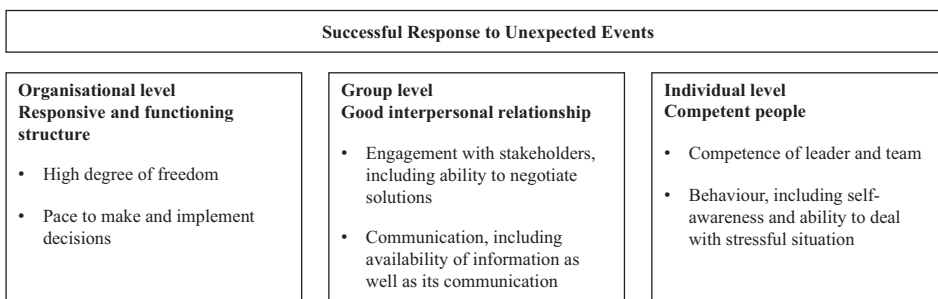 Successful Response to Unexpected Events
Organisational level
Responsive and functioning
structure
• High degree of freedom
• Pace to make and implement
decisions
Group level
Good interpersonal relationship
• Engagement with stakeholders,
including ability to negotiate
solutions
• Communication, including
availability of information as
well as its communication
Individual level
Competent people
• Competence of leader and team
• Behaviour, including self-
awareness and ability to deal
with stressful situation